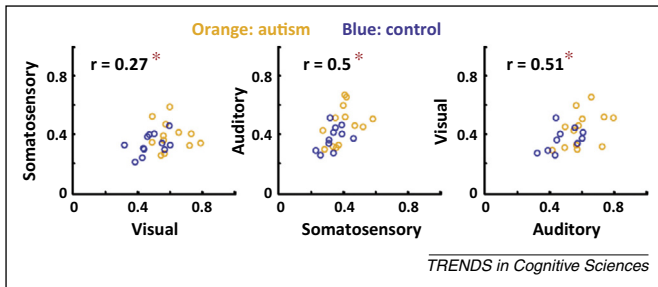 Orange: autism Blue: control
Somatosensory
0.8
0.4
0
r = 0.27 *
0 0.4 0.8
Visual
Auditory
0.8
0.4
0
r = 0.5 *
0 0.4 0.8
Somatosensory
Visual
0.8
0.4
0
r = 0.51 *
0 0.4 0.8
Auditory
TRENDS in Cognitive Sciences